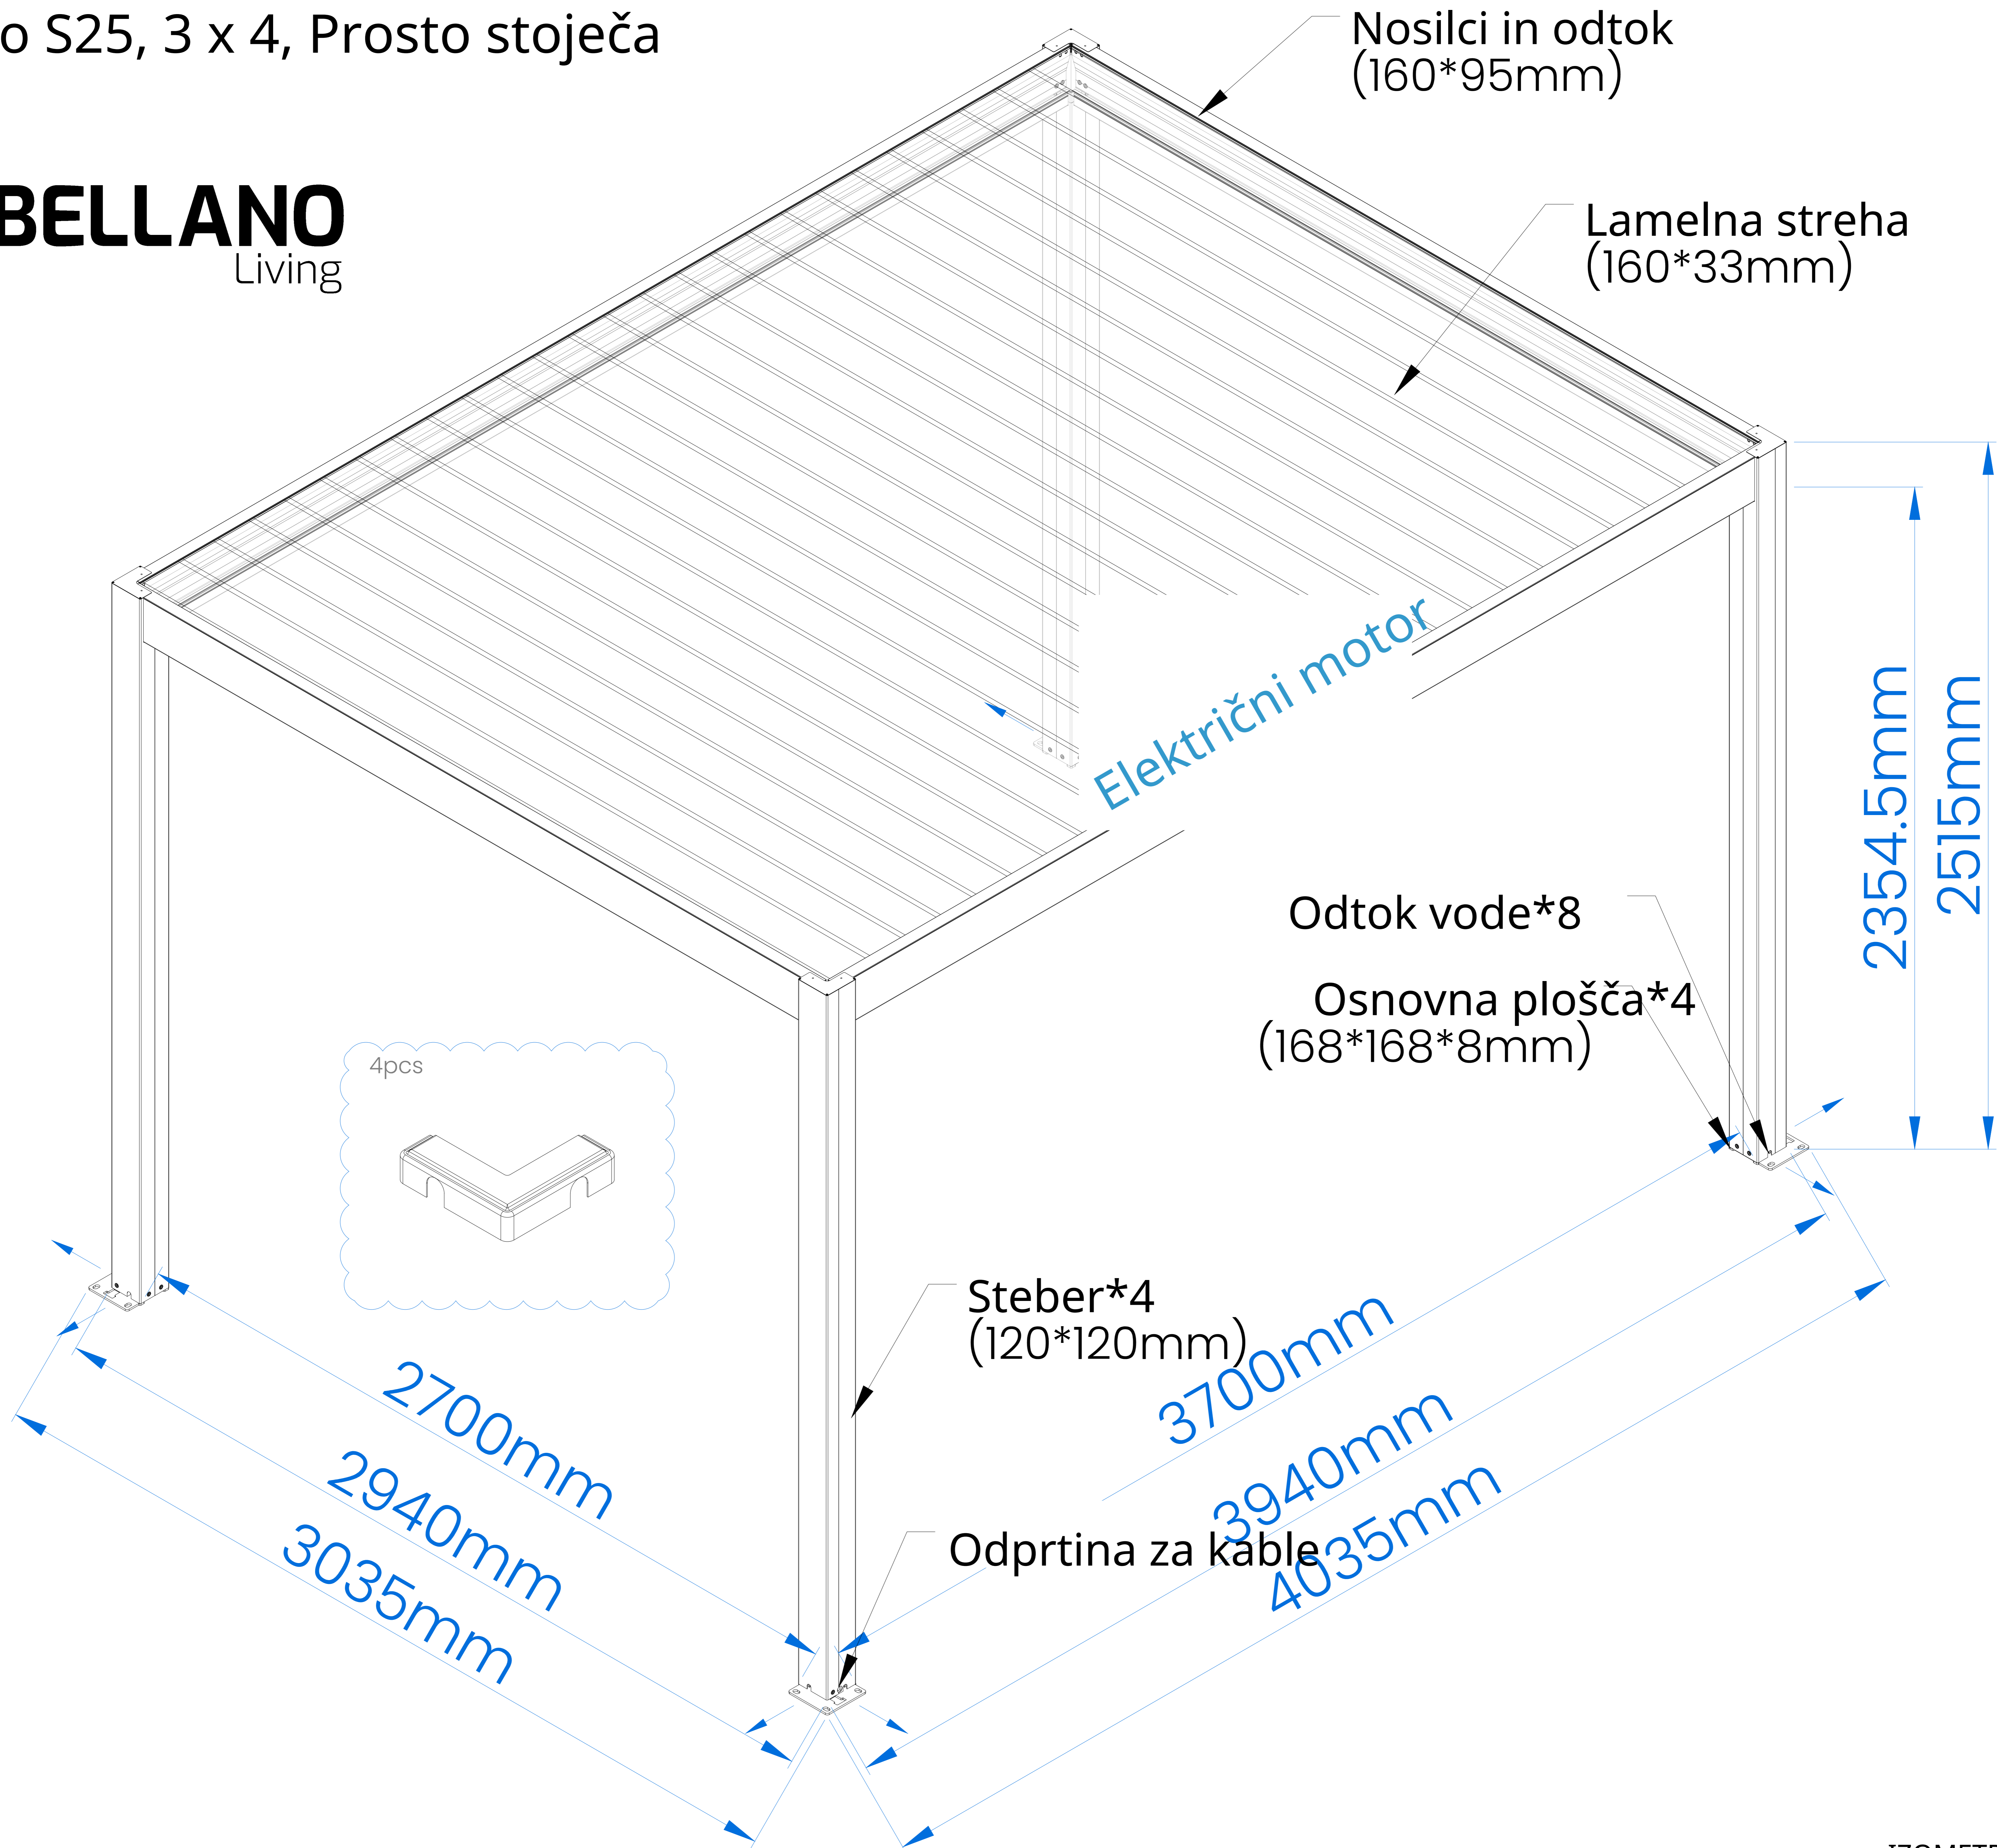 o S25, 3 x 4, Prosto stoječa
Nosilci in odtok
(160*95mm)
BELLANO
Living
Lamelna streha
(160*33mm)
Električni motor
2354.5mm
2515mm
Odtok vode*8
Osnovna plošča*4
(168*168*8mm)
4pcs
Steber*4
(120*120mm)
2700mm
2940mm
3035mm
3700mm
3940mm
4035mm
Odprtina za kable